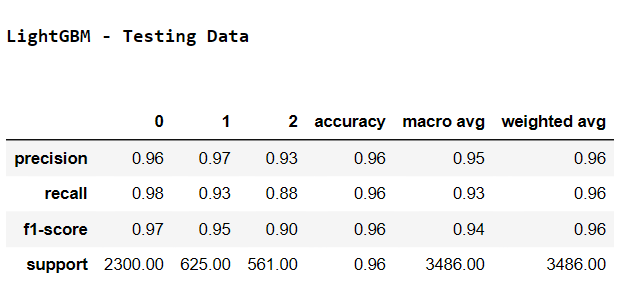 LightGBM - Testing Data
0 1 2 accuracy macro avg weighted avg
precision 0.96 0.97 0.93 0.96 0.95 0.96
recall 0.98 0.93 0.88 0.96 0.93 0.96
f1-score 0.97 0.95 0.90 0.96 0.94 0.96
support 2300.00 625.00 561.00 0.96 3486.00 3486.00